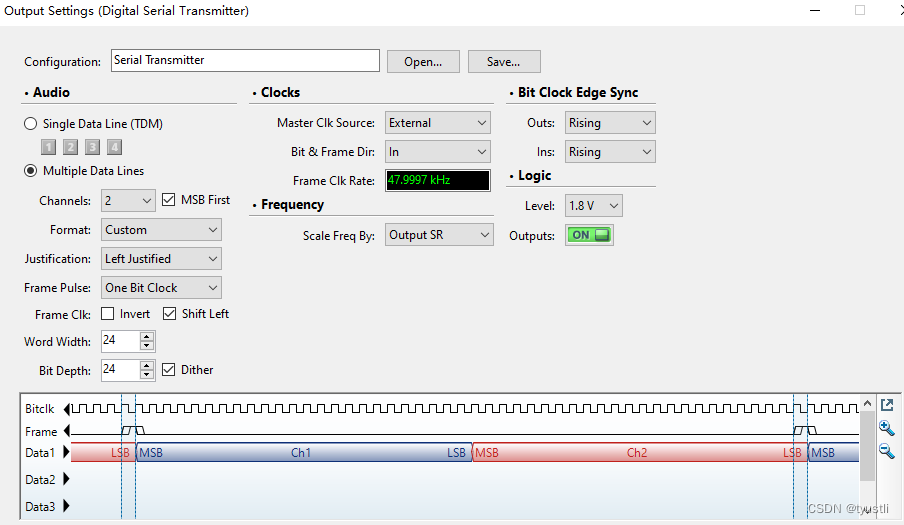 Output Settings (Digital Serial Transmitter)
Configuration: Serial Transmitter Open... Save...
• Audio
Single Data Line (TDM)
1 2 3 4
Multiple Data Lines
Channels: 2 MSB First
Format: Custom
Justification: Left Justified
Frame Pulse: One Bit Clock
Frame Clk: Invert Shift Left
Word Width: 24
Bit Depth: 24 Dither
• Clocks
Master Clk Source: External
Bit & Frame Dir: In
Frame Clk Rate: 47.9997 kHz
• Frequency
Scale Freq By: Output SR
• Bit Clock Edge Sync
Outs: Rising
Ins: Rising
• Logic
Level: 1.8 V
Outputs: ON
Bitclk
Frame
Data1 LSB MSB Ch1 LSB MSB Ch2 LSB MSB
Data2
Data3
CSDN @tyustli